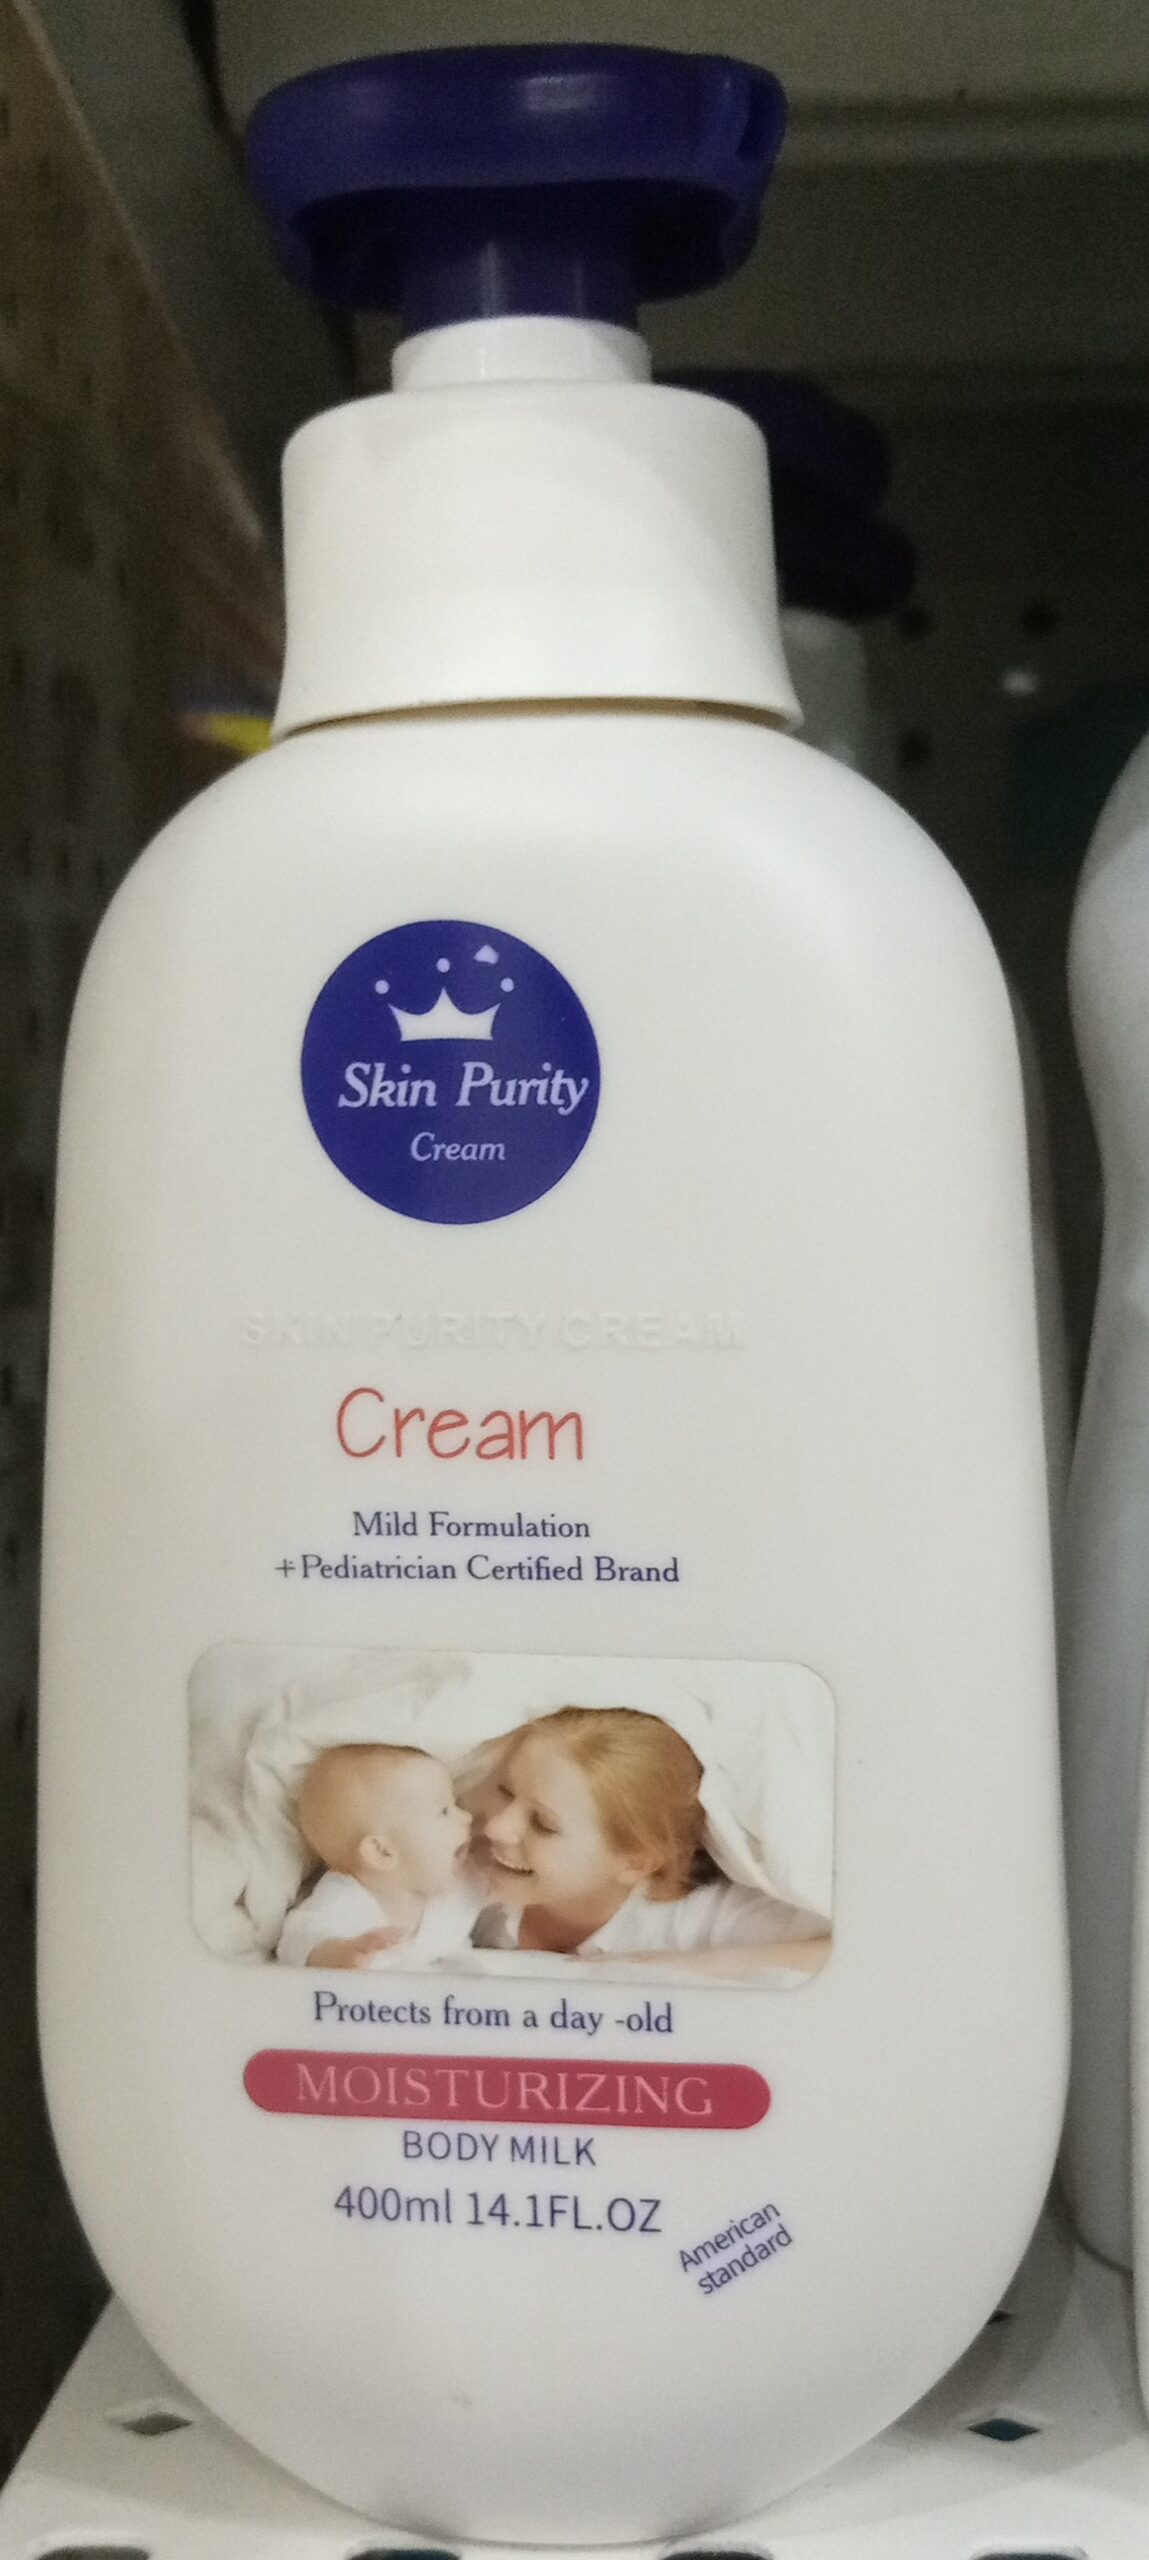 Skin Purity
Cream
SKIN PURITY CREAM
Cream
Mild Formulation
+Pediatrician Certified Brand
Protects from a day -old
MOISTURIZING
BODY MILK
400ml 14.1FL.OZ
American
standard